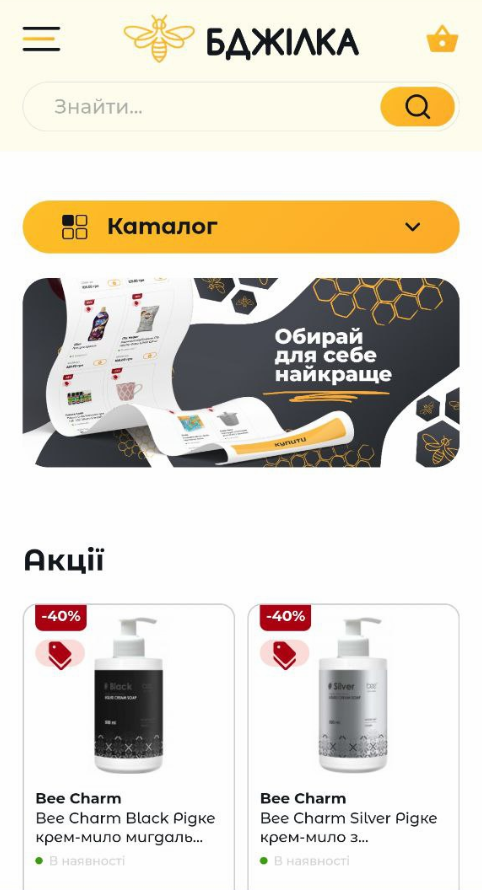 БДЖІЛКА
Знайти...
Каталог
Обирай
для себе
найкраще
купити
Акції
-40%
-40%
Black
Silver
Bee Charm
Bee Charm Black Рідке
крем-мило мигдаль...
В наявності
Bee Charm
Bee Charm Silver Рідке
крем-мило з...
В наявності